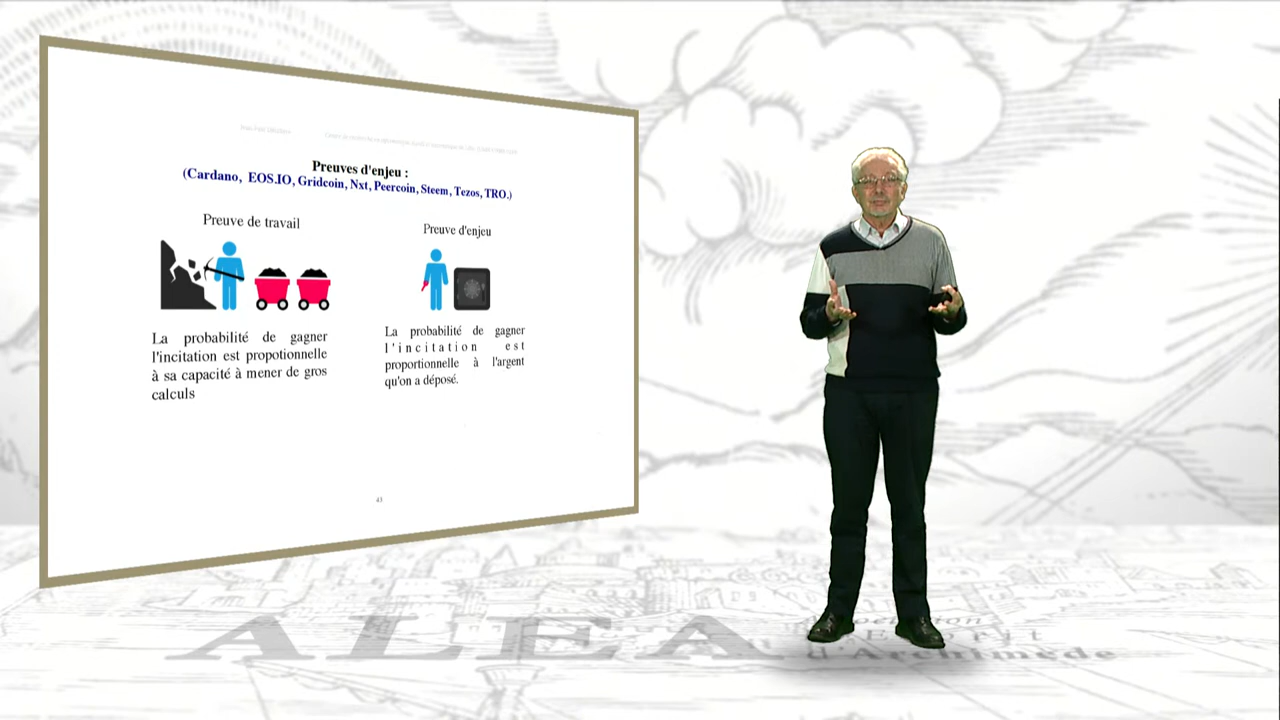 Preuves d'enjeu :
(Cardano, EOS.IO, Gridcoin, Nxt, Peercoin, Steem, Tezos, TRO.)
Preuve de travail
La probabilité de gagner
l'incitation est propotionnelle
à sa capacité à mener de gros
calculs
Preuve d'enjeu
La probabilité de gagner
l'incitation est
proportionnelle à l'argent
qu'on a déposé.
43
ALEA
Esprit
d'Archimède